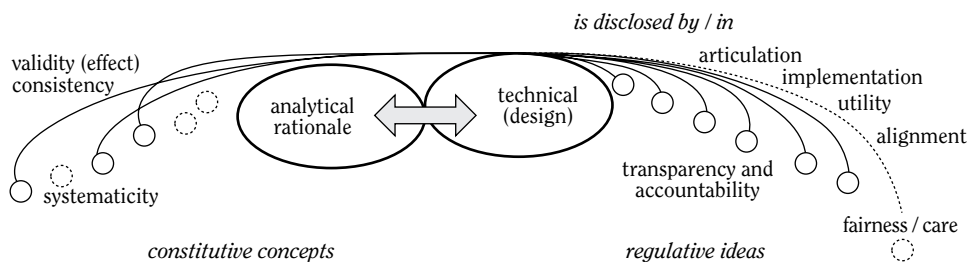 is disclosed by / in
validity (effect)
consistency
articulation
implementation
utility
alignment
analytical
rationale
technical
(design)
systematicity
transparency and
accountability
fairness / care
constitutive concepts
regulative ideas